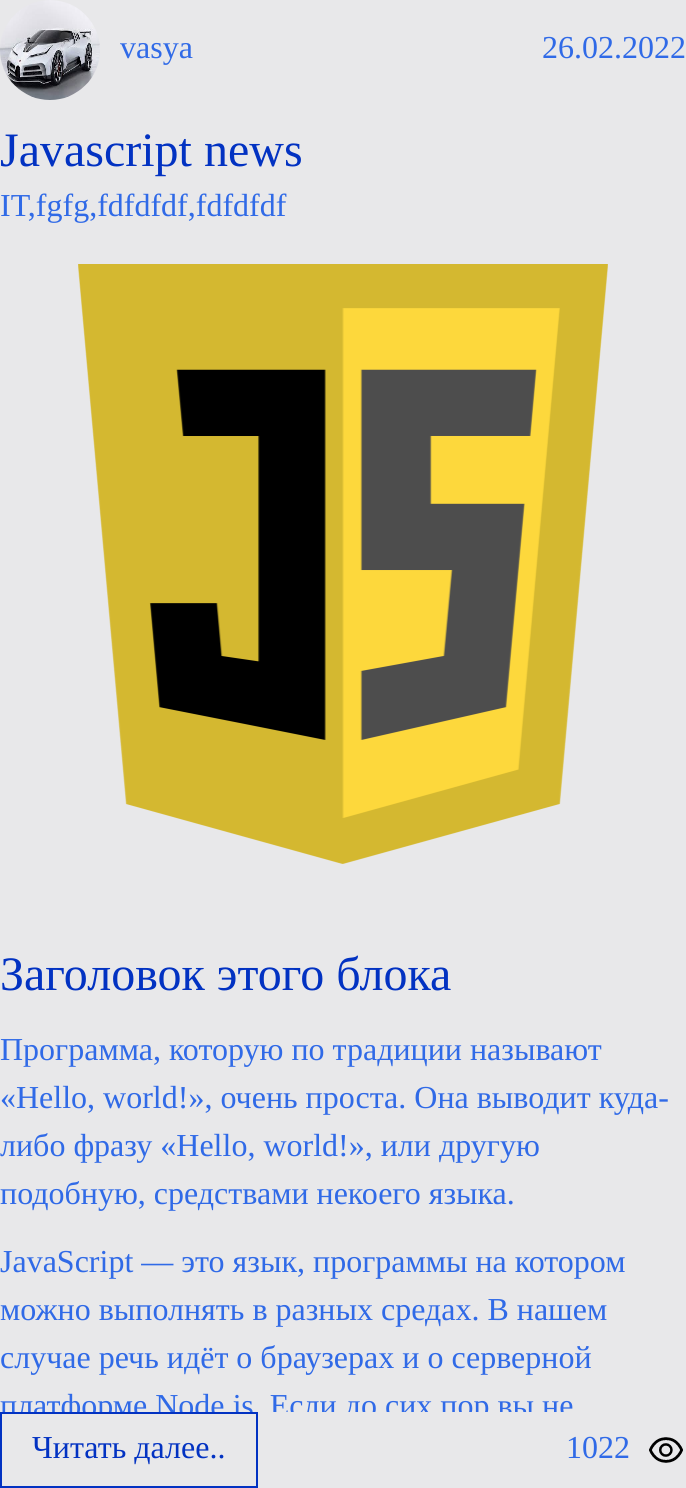 vasya 26.02.2022
Javascript news
IT,fgfg,fdfdfdf,fdfdfdf
JS
Заголовок этого блока
Программа, которую по традиции называют
«Hello, world!», очень проста. Она выводит куда-
либо фразу «Hello, world!», или другую
подобную, средствами некоего языка.
JavaScript — это язык, программы на котором
можно выполнять в разных средах. В нашем
случае речь идёт о браузерах и о серверной
платформе Node.js. Если до сих пор вы не
Читать далее.. 1022